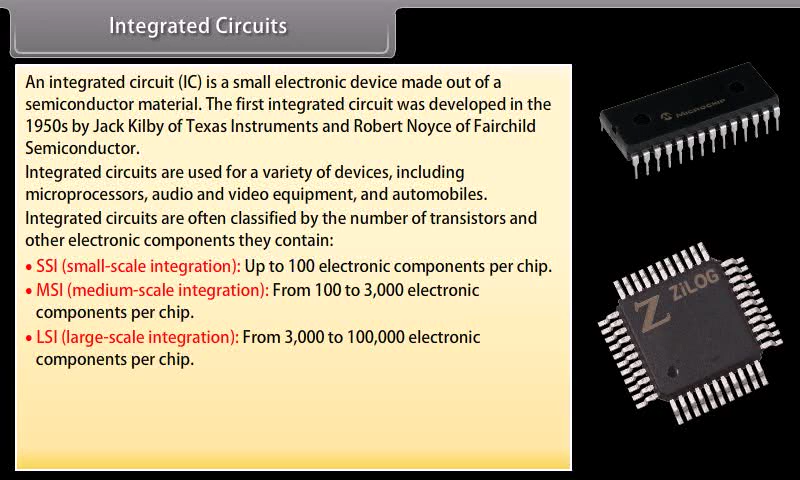 Integrated Circuits
An integrated circuit (IC) is a small electronic device made out of a
semiconductor material. The first integrated circuit was developed in the
1950s by Jack Kilby of Texas Instruments and Robert Noyce of Fairchild
Semiconductor.
Integrated circuits are used for a variety of devices, including
microprocessors, audio and video equipment, and automobiles.
Integrated circuits are often classified by the number of transistors and
other electronic components they contain:
• SSI (small-scale integration): Up to 100 electronic components per chip.
• MSI (medium-scale integration): From 100 to 3,000 electronic
components per chip.
• LSI (large-scale integration): From 3,000 to 100,000 electronic
components per chip.
MICROCHIP
Z ZiLOG